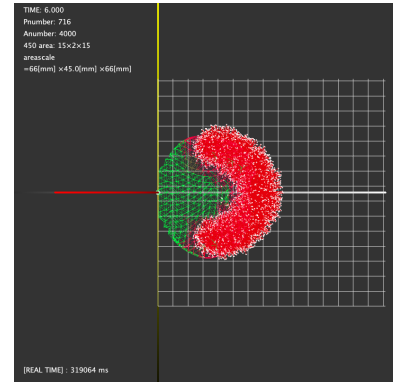 TIME: 6.000
Pnumber: 716
Anumber: 4000
450 area: 15×2×15
areascale
=66[mm] ×45.0[mm] ×66[mm]
[REAL TIME] : 319064 ms